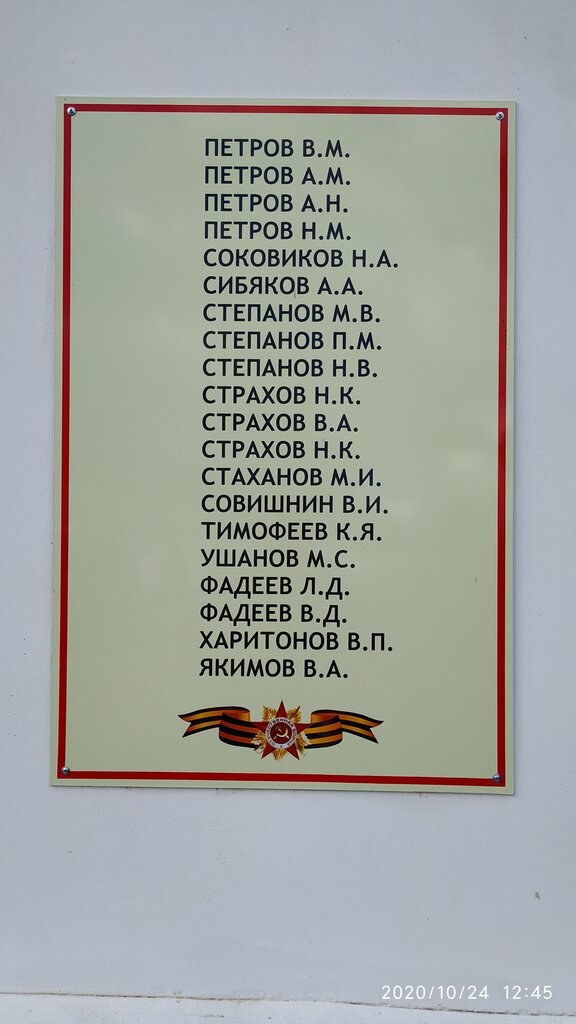 ПЕТРОВ В.М.
ПЕТРОВ А.М.
ПЕТРОВ А.Н.
ПЕТРОВ Н.М.
СОКОВИКОВ Н.А.
СИБЯКОВ А.А.
СТЕПАНОВ М.В.
СТЕПАНОВ П.М.
СТЕПАНОВ Н.В.
СТРАХОВ Н.К.
СТРАХОВ В.А.
СТРАХОВ Н.К.
СТАХАНОВ М.И.
СОВИШНИН В.И.
ТИМОФЕЕВ К.Я.
УШАНОВ М.С.
ФАДЕЕВ Л.Д.
ФАДЕЕВ В.Д.
ХАРИТОНОВ В.П.
ЯКИМОВ В.А.
2020/10/24 12:45